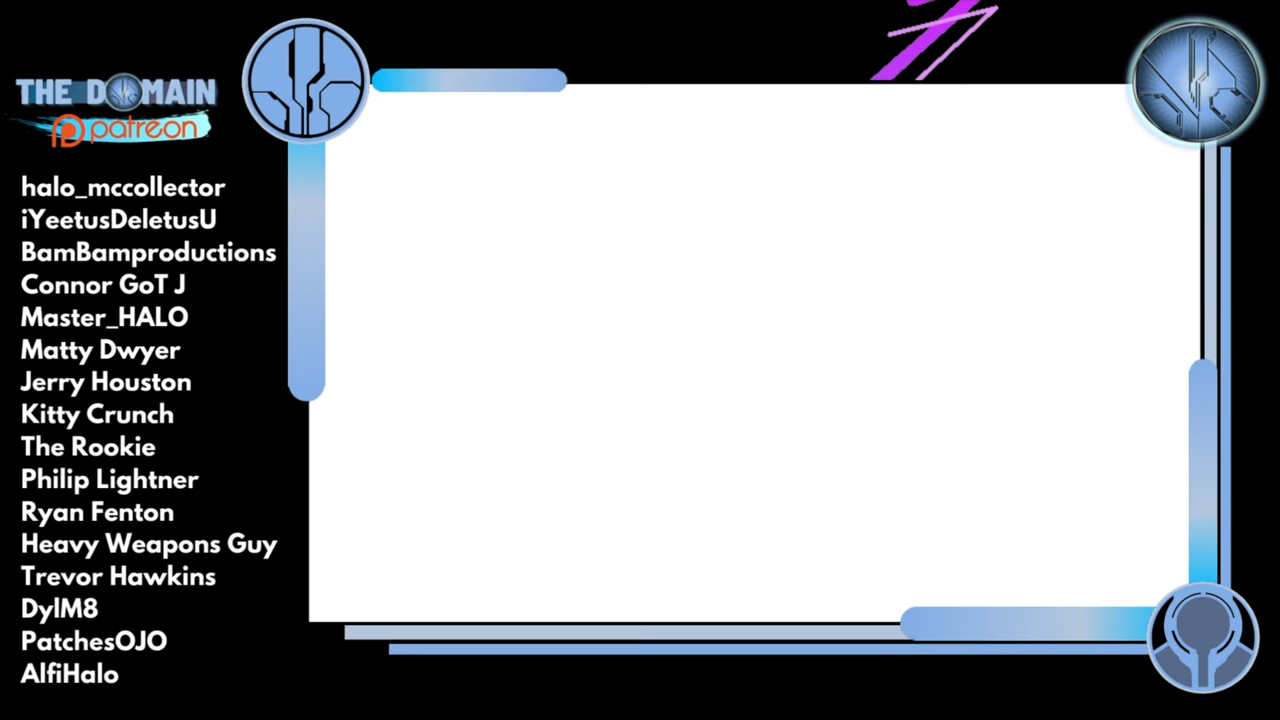 THE DOMAIN
patreon
halo_mccollector
iYeetusDeletusU
BamBamproductions
Connor GoT J
Master_HALO
Matty Dwyer
Jerry Houston
Kitty Crunch
The Rookie
Philip Lightner
Ryan Fenton
Heavy Weapons Guy
Trevor Hawkins
DylM8
PatchesOJO
AlfiHalo